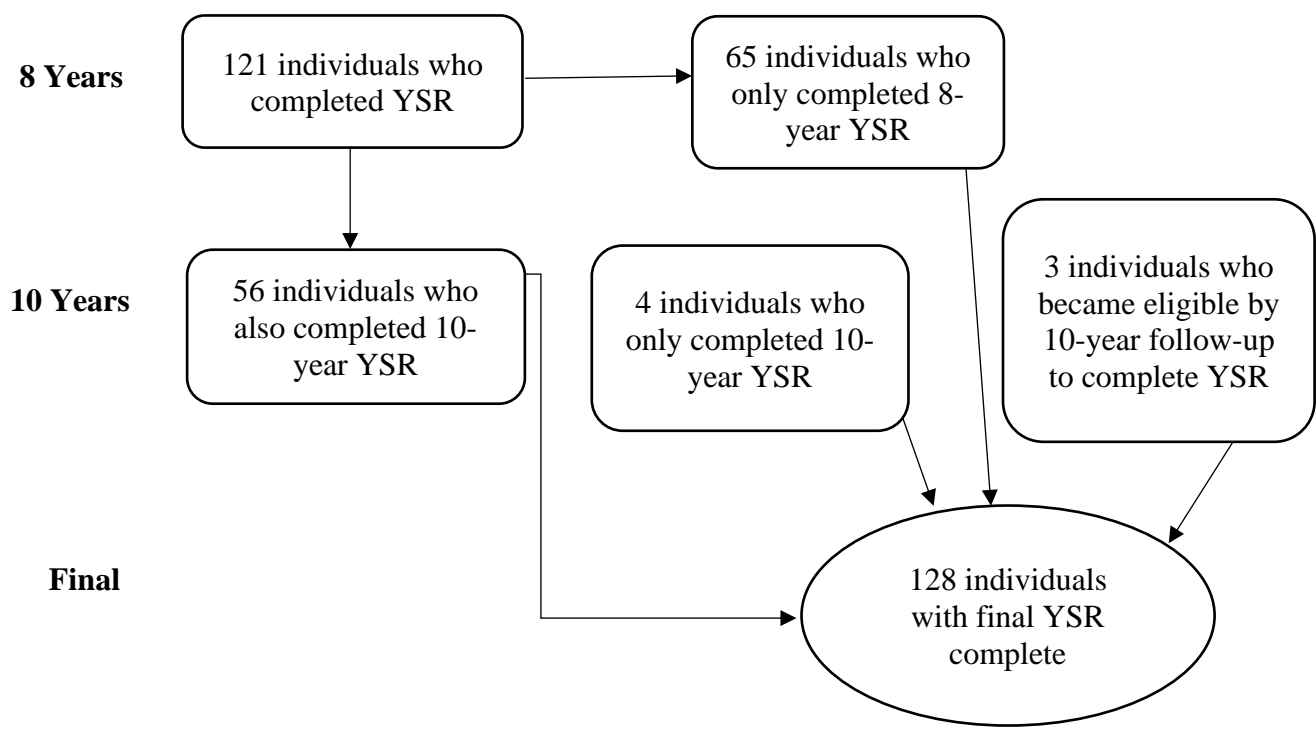 8 Years
121 individuals who
completed YSR
65 individuals who
only completed 8-
year YSR
10 Years
56 individuals who
also completed 10-
year YSR
4 individuals who
only completed 10-
year YSR
3 individuals who
became eligible by
10-year follow-up
to complete YSR
Final
128 individuals
with final YSR
complete